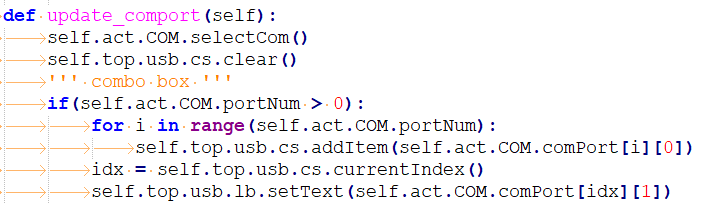 def update_comport(self):
    self.act.COM.selectCom()
    self.top.usb.cs.clear()
    ''' combo box '''
    if(self.act.COM.portNum > 0):
        for i in range(self.act.COM.portNum):
            self.top.usb.cs.addItem(self.act.COM.comPort[i][0])
        idx = self.top.usb.cs.currentIndex()
        self.top.usb.lb.setText(self.act.COM.comPort[idx][1])